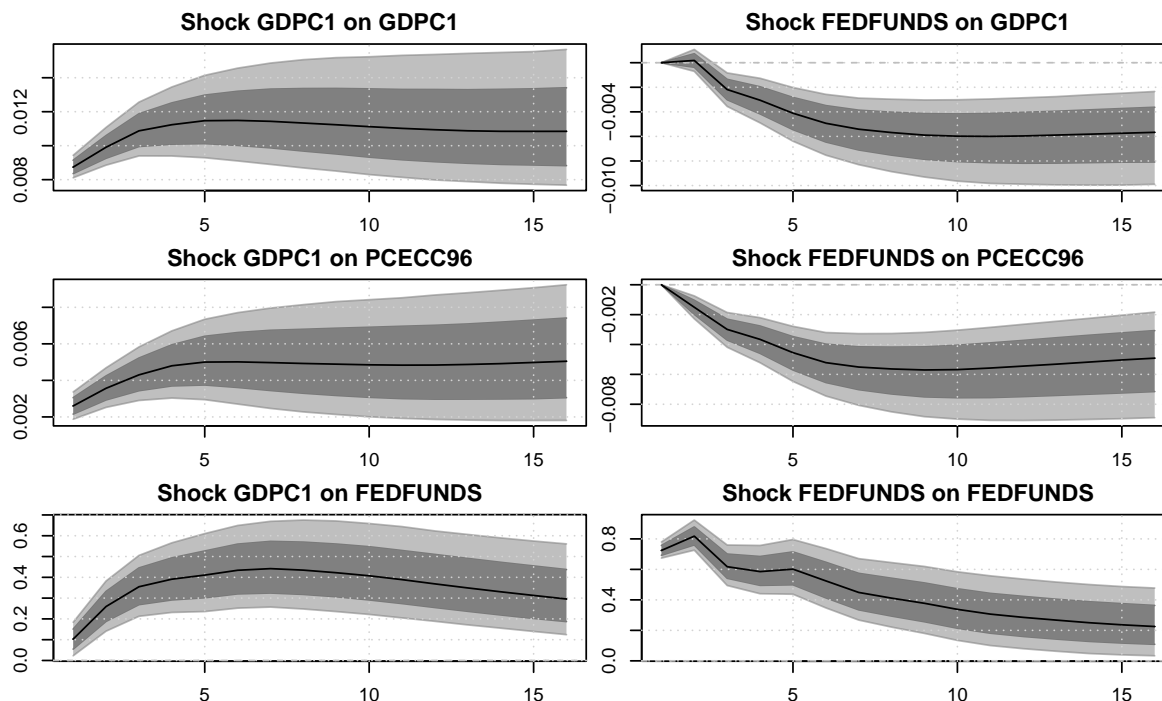 Shock GDPC1 on GDPC1
0.008 0.012
5 10 15
Shock FEDFUNDS on GDPC1
−0.010 −0.004
5 10 15
Shock GDPC1 on PCECC96
0.002 0.006
5 10 15
Shock FEDFUNDS on PCECC96
−0.008 −0.002
5 10 15
Shock GDPC1 on FEDFUNDS
0.0 0.2 0.4 0.6
5 10 15
Shock FEDFUNDS on FEDFUNDS
0.0 0.4 0.8
5 10 15